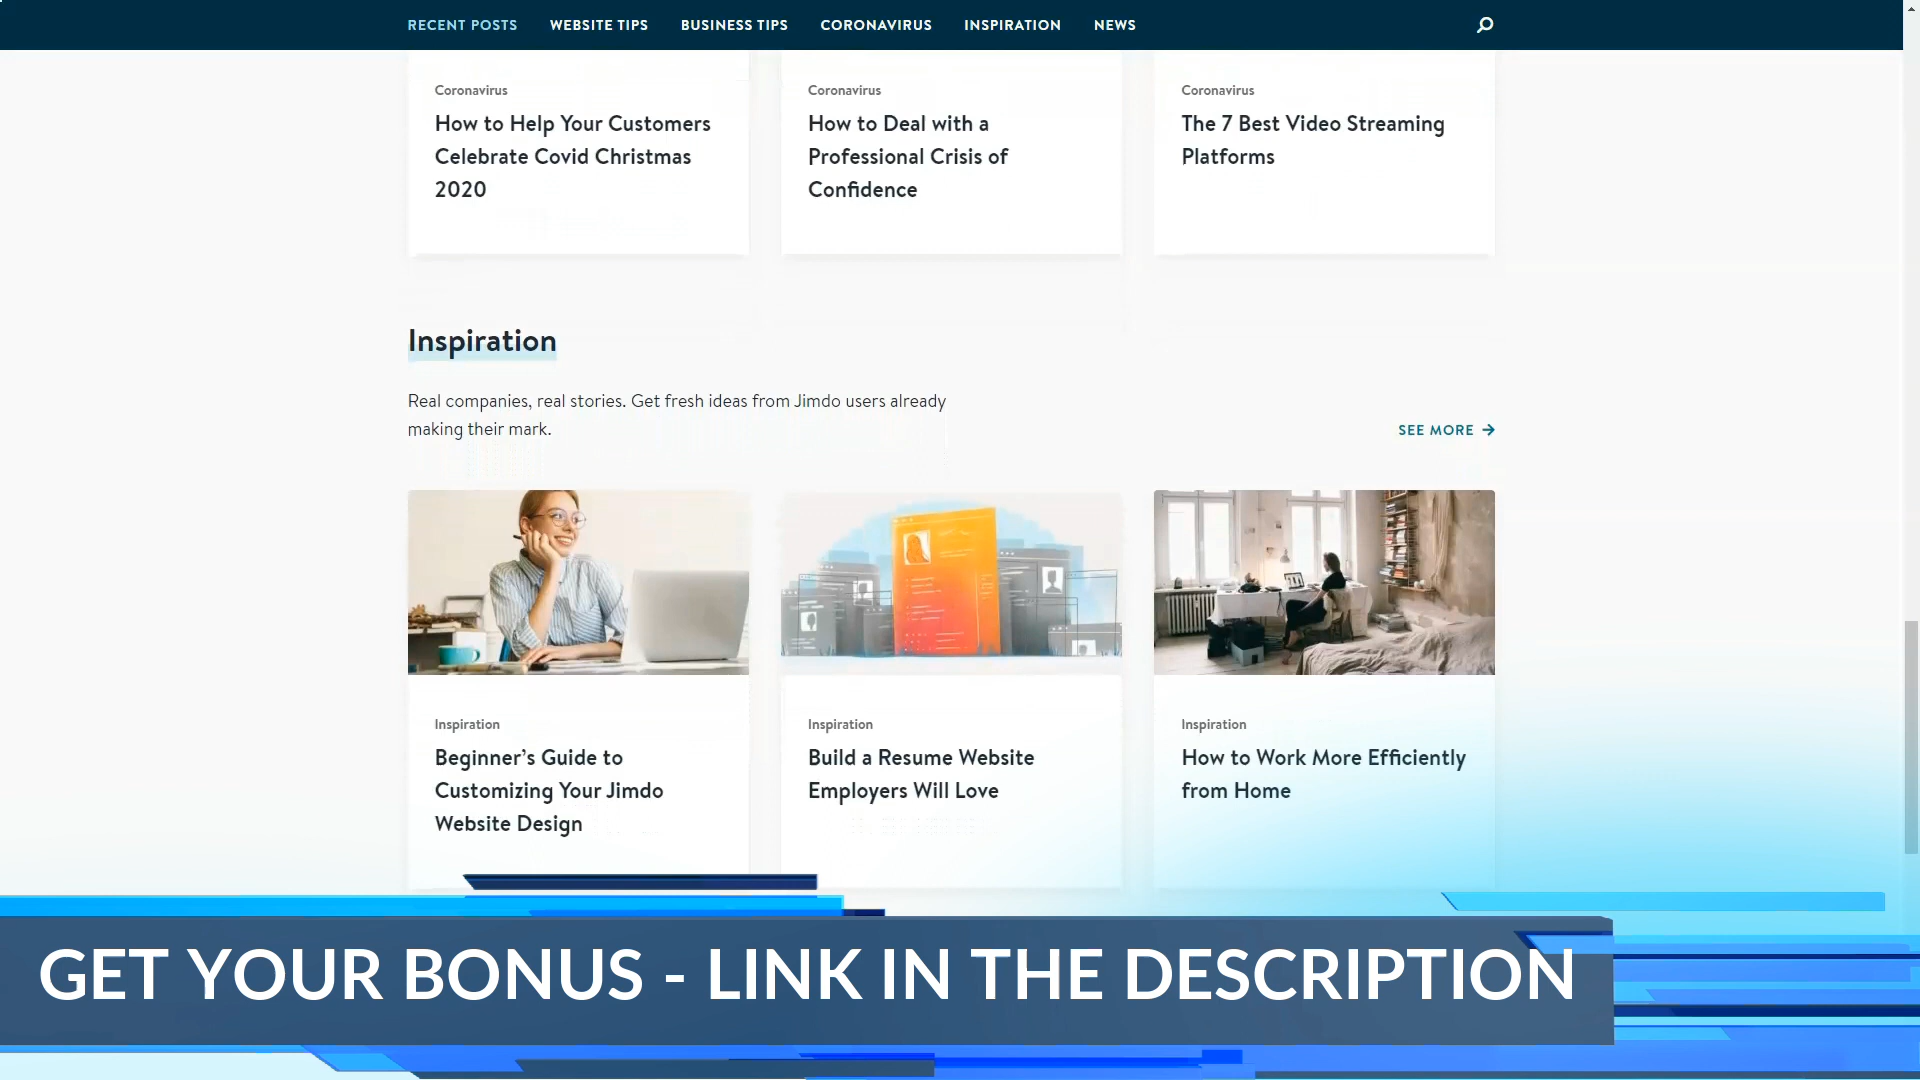 RECENT POSTS WEBSITE TIPS BUSINESS TIPS CORONAVIRUS INSPIRATION NEWS
Coronavirus
How to Help Your Customers
Celebrate Covid Christmas
2020
Coronavirus
How to Deal with a
Professional Crisis of
Confidence
Coronavirus
The 7 Best Video Streaming
Platforms
Inspiration
Real companies, real stories. Get fresh ideas from Jimdo users already
making their mark.
SEE MORE →
Inspiration
Beginner’s Guide to
Customizing Your Jimdo
Website Design
Inspiration
Build a Resume Website
Employers Will Love
Inspiration
How to Work More Efficiently
from Home
GET YOUR BONUS - LINK IN THE DESCRIPTION